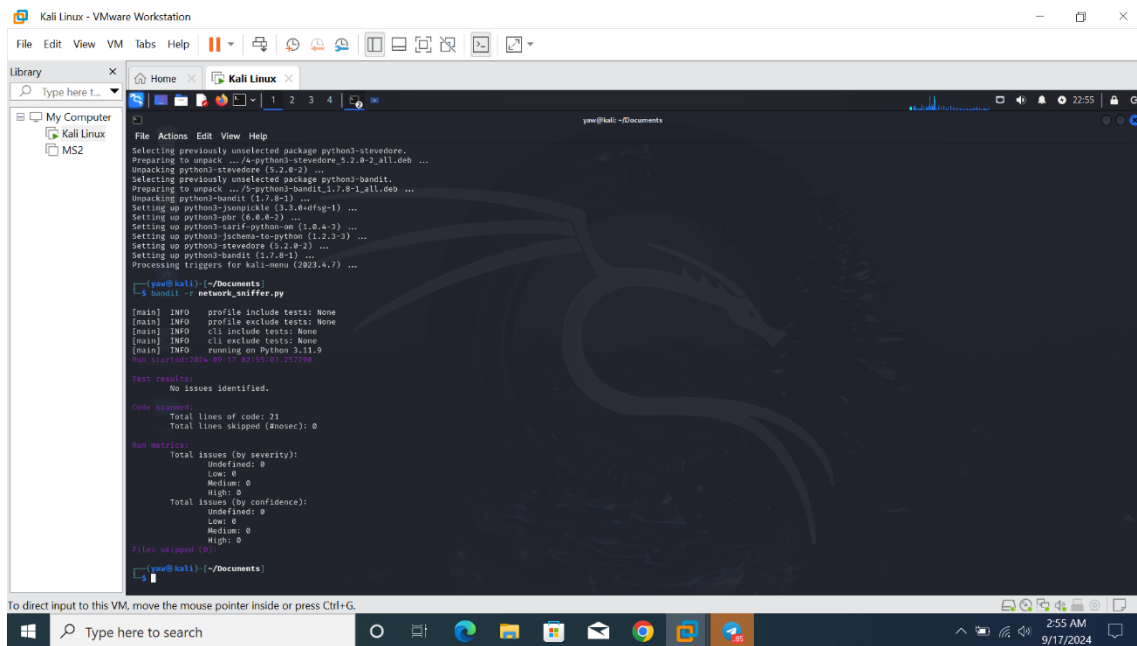 Kali Linux - VMware Workstation
File Edit View VM Tabs Help
Library ×
Type here t...
My Computer
Kali Linux
MS2
Home × Kali Linux ×
1 2 3 4
22:55
yaw@kali: ~/Documents
File Actions Edit View Help
Selecting previously unselected package python3-stevedore.
Preparing to unpack .../4-python3-stevedore_5.2.0-2_all.deb ...
Unpacking python3-stevedore (5.2.0-2) ...
Selecting previously unselected package python3-bandit.
Preparing to unpack .../5-python3-bandit_1.7.8-1_all.deb ...
Unpacking python3-bandit (1.7.8-1) ...
Setting up python3-jsonpickle (3.3.0+dfsg-1) ...
Setting up python3-pbr (6.0.0-2) ...
Setting up python3-sarif-python-om (1.0.4-3) ...
Setting up python3-jschema-to-python (1.2.3-3) ...
Setting up python3-stevedore (5.2.0-2) ...
Setting up python3-bandit (1.7.8-1) ...
Processing triggers for kali-menu (2023.4.7) ...
(yaw㉿kali)-[~/Documents]
$ bandit -r network_sniffer.py
[main] INFO profile include tests: None
[main] INFO profile exclude tests: None
[main] INFO cli include tests: None
[main] INFO cli exclude tests: None
[main] INFO running on Python 3.11.9
Run started:2024-09-17 02:55:01.257200
Test results:
No issues identified.
Code scanned:
Total lines of code: 21
Total lines skipped (#nosec): 0
Run metrics:
Total issues (by severity):
Undefined: 0
Low: 0
Medium: 0
High: 0
Total issues (by confidence):
Undefined: 0
Low: 0
Medium: 0
High: 0
Files skipped (0):
(yaw㉿kali)-[~/Documents]
$
To direct input to this VM, move the mouse pointer inside or press Ctrl+G.
Type here to search
2:55 AM
9/17/2024